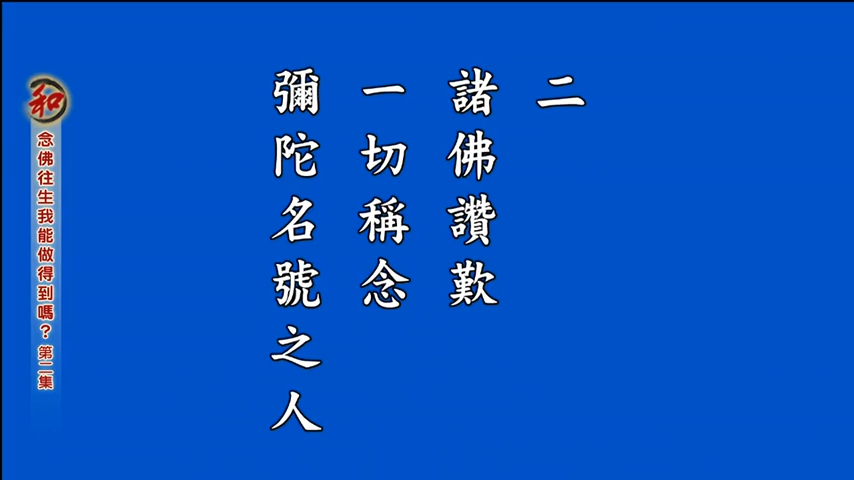 二
諸佛讚歎
一切稱念
彌陀名號之人
和
念佛往生我能做得到嗎？第二集